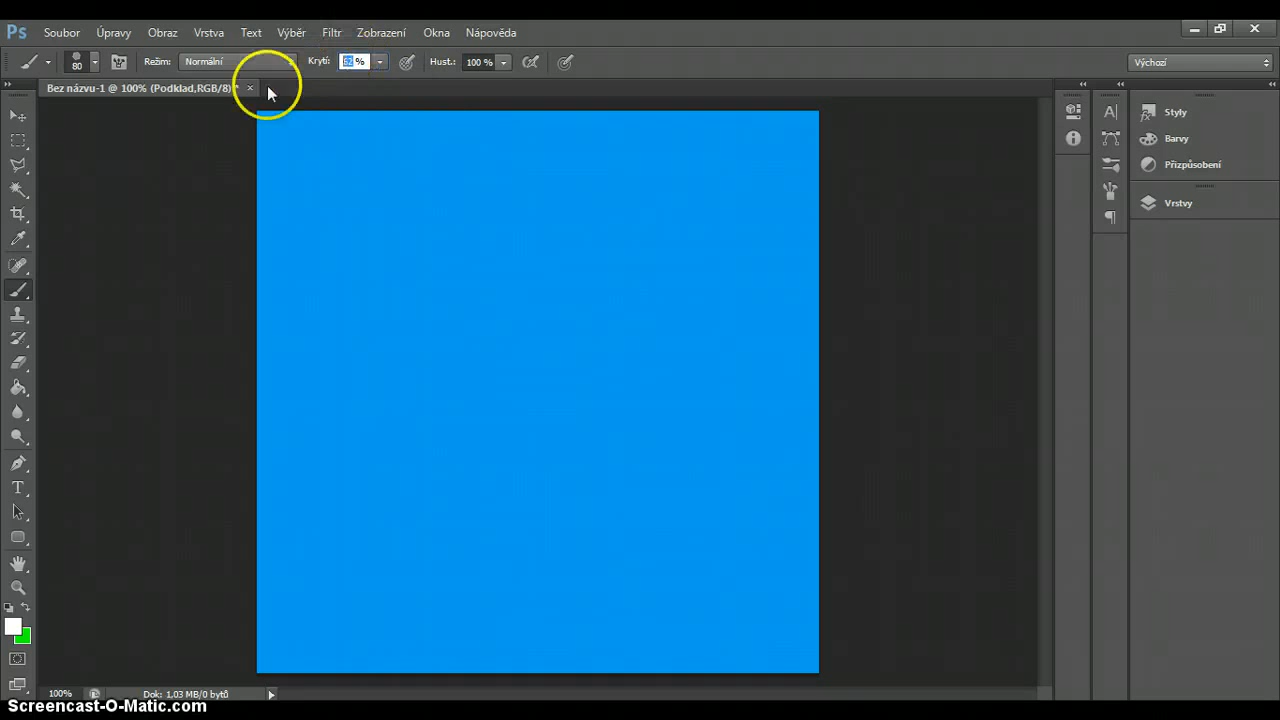 Ps Soubor Úpravy Obraz Vrstva Text Výběr Filtr Zobrazení Okna Nápověda
80 Režim: Normální Krytí: 62 % Hust.: 100 % Výchozí
Bez názvu-1 @ 100% (Podklad,RGB/8) * ×
Styly
Barvy
Přizpůsobení
Vrstvy
100% Dok: 1,03 MB/0 bytů
Screencast-O-Matic.com